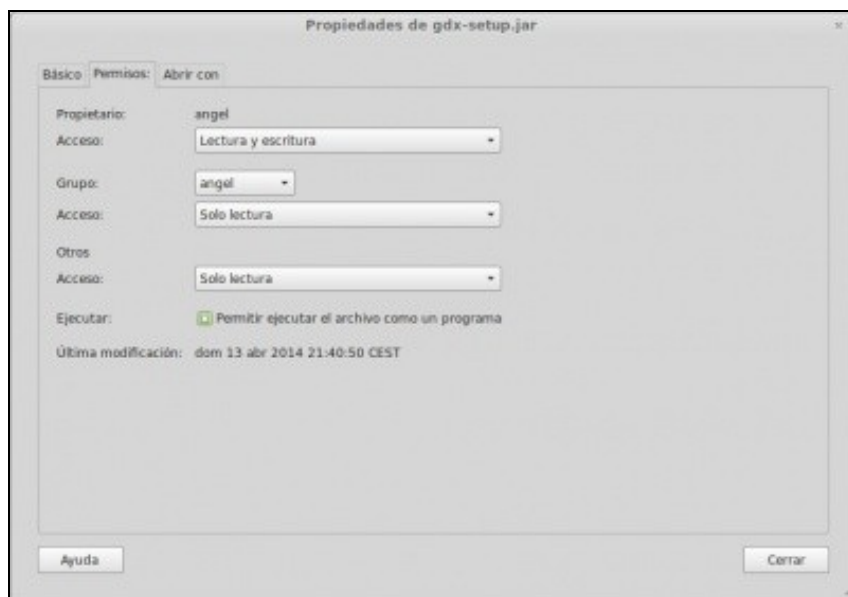 Propiedades de gdx-setup.jar
Básico Permisos: Abrir con
Propietario: angel
Acceso: Lectura y escritura
Grupo: angel
Acceso: Solo lectura
Otros
Acceso: Solo lectura
Ejecutar: Permitir ejecutar el archivo como un programa
Última modificación: dom 13 abr 2014 21:40:50 CEST
Ayuda Cerrar